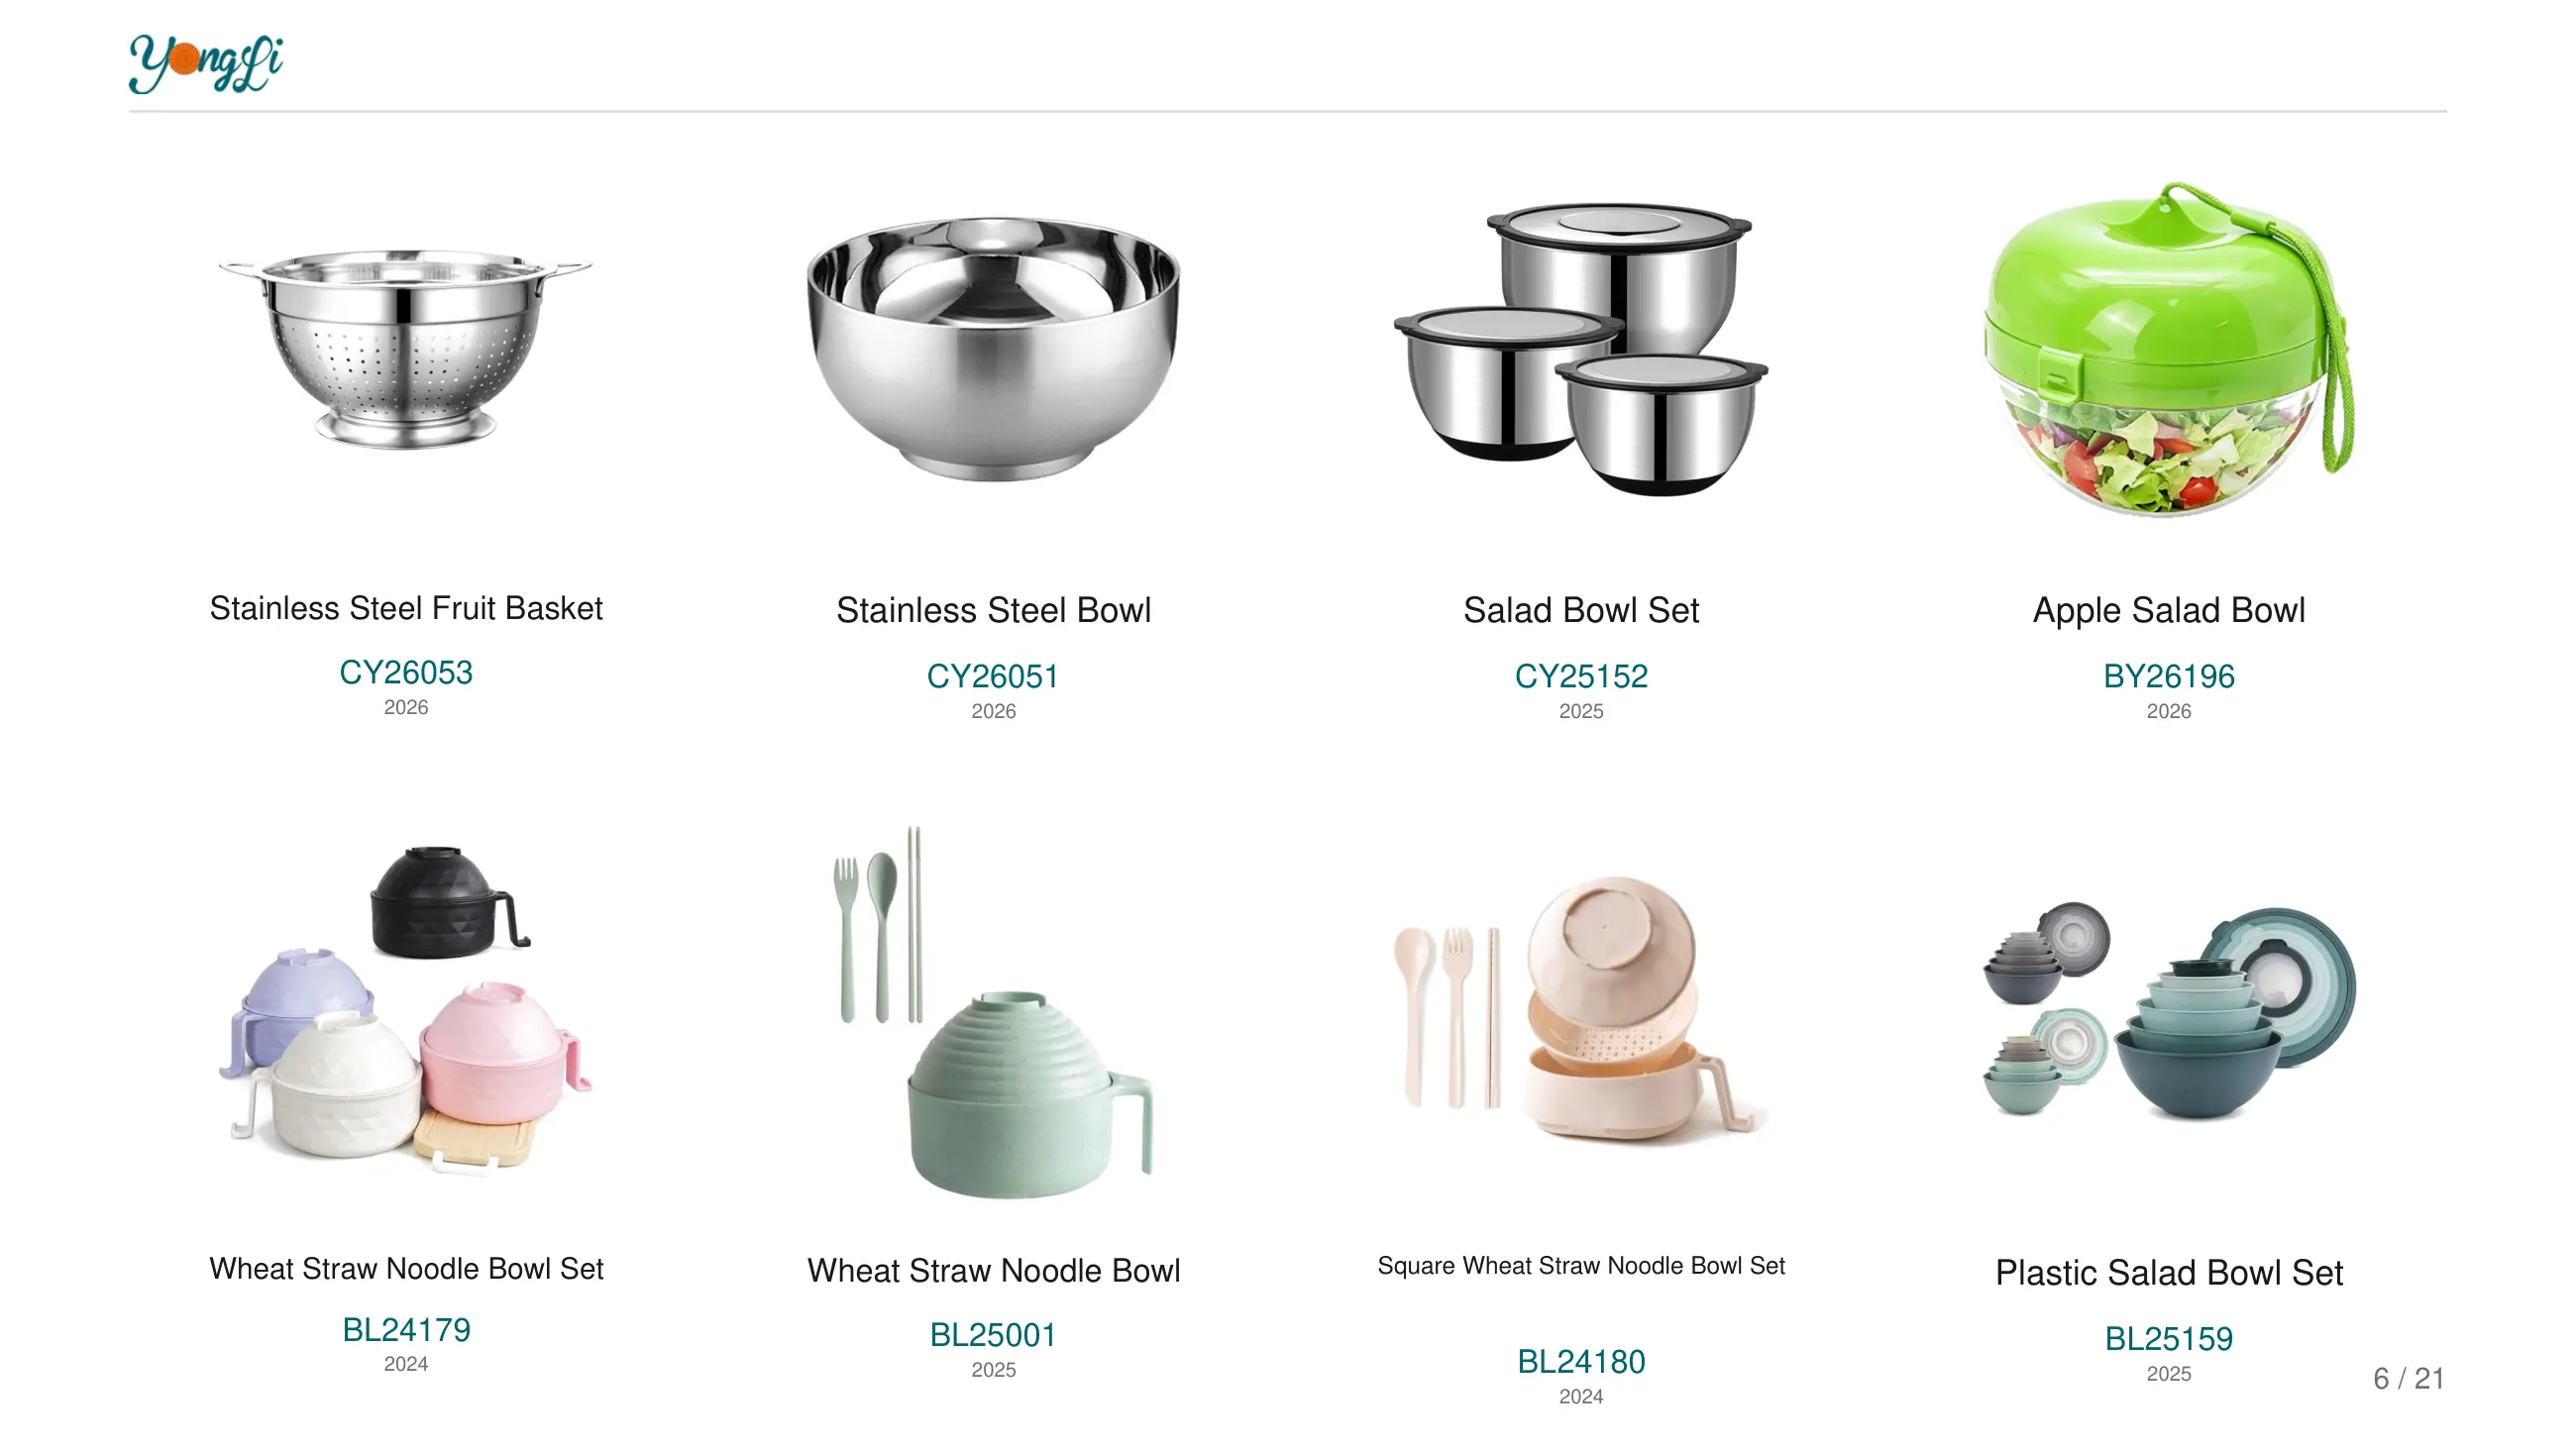 YongLi
Stainless Steel Fruit Basket
CY26053
2026
Stainless Steel Bowl
CY26051
2026
Salad Bowl Set
CY25152
2025
Apple Salad Bowl
BY26196
2026
Wheat Straw Noodle Bowl Set
BL24179
2024
Wheat Straw Noodle Bowl
BL25001
2025
Square Wheat Straw Noodle Bowl Set
BL24180
2024
Plastic Salad Bowl Set
BL25159
2025
6 / 21